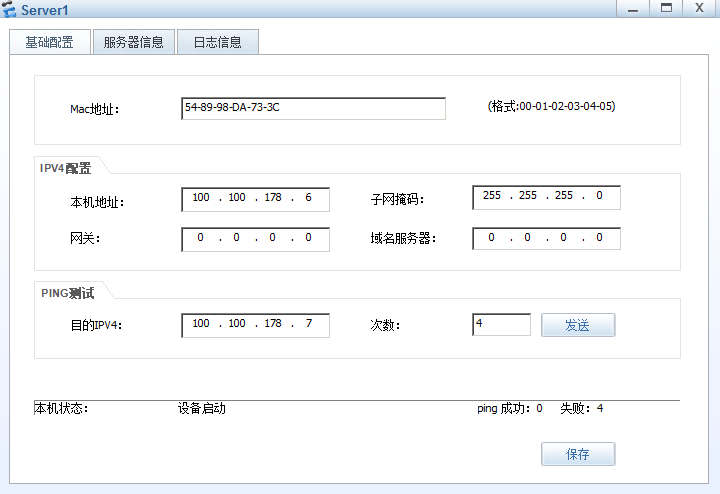 Server1
基础配置 服务器信息 日志信息
Mac地址: 54-89-98-DA-73-3C (格式:00-01-02-03-04-05)
IPV4配置
本机地址: 100 . 100 . 178 . 6 子网掩码: 255 . 255 . 255 . 0
网关: 0 . 0 . 0 . 0 域名服务器: 0 . 0 . 0 . 0
PING测试
目的IPV4: 100 . 100 . 178 . 7 次数: 4 发送
本机状态: 设备启动 ping 成功: 0 失败: 4
保存